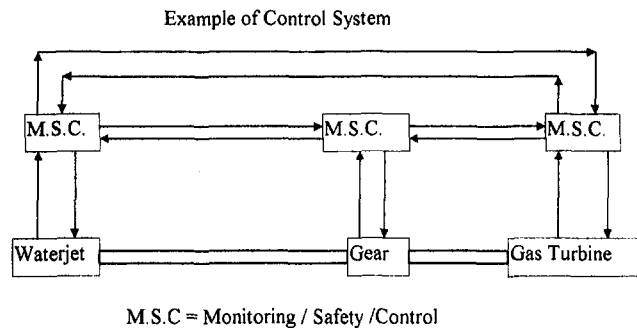 Example of Control System
M.S.C. M.S.C. M.S.C.
Waterjet Gear Gas Turbine
M.S.C = Monitoring / Safety /Control